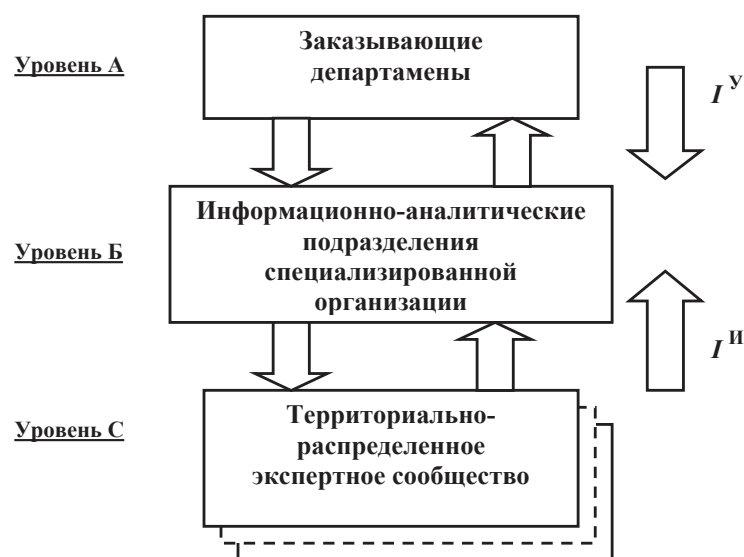 Заказывающие
департамены
Уровень А
I У
Информационно-аналитические
подразделения
специализированной
организации
Уровень Б
I И
Территориально-
распределенное
экспертное сообщество
Уровень С